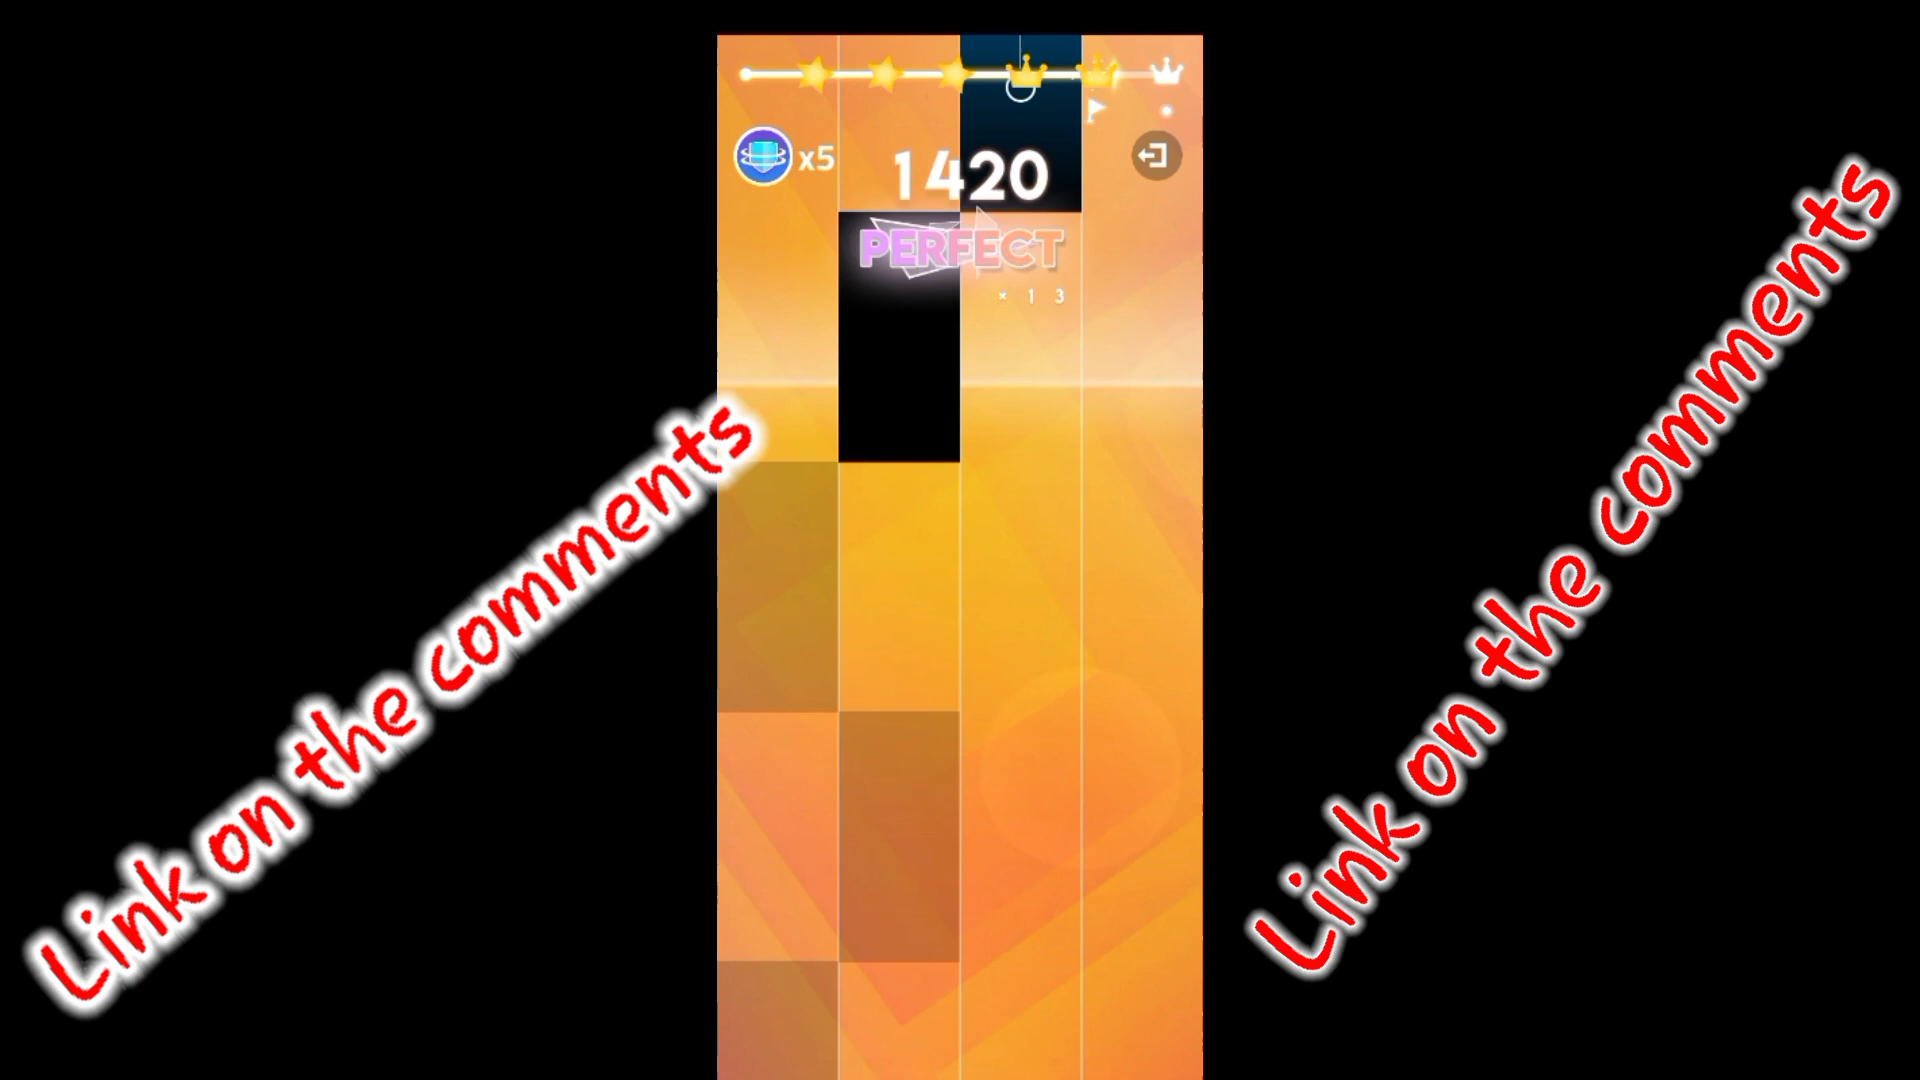 x5
1420
PERFECT
× 1 3
Link on the comments
Link on the comments